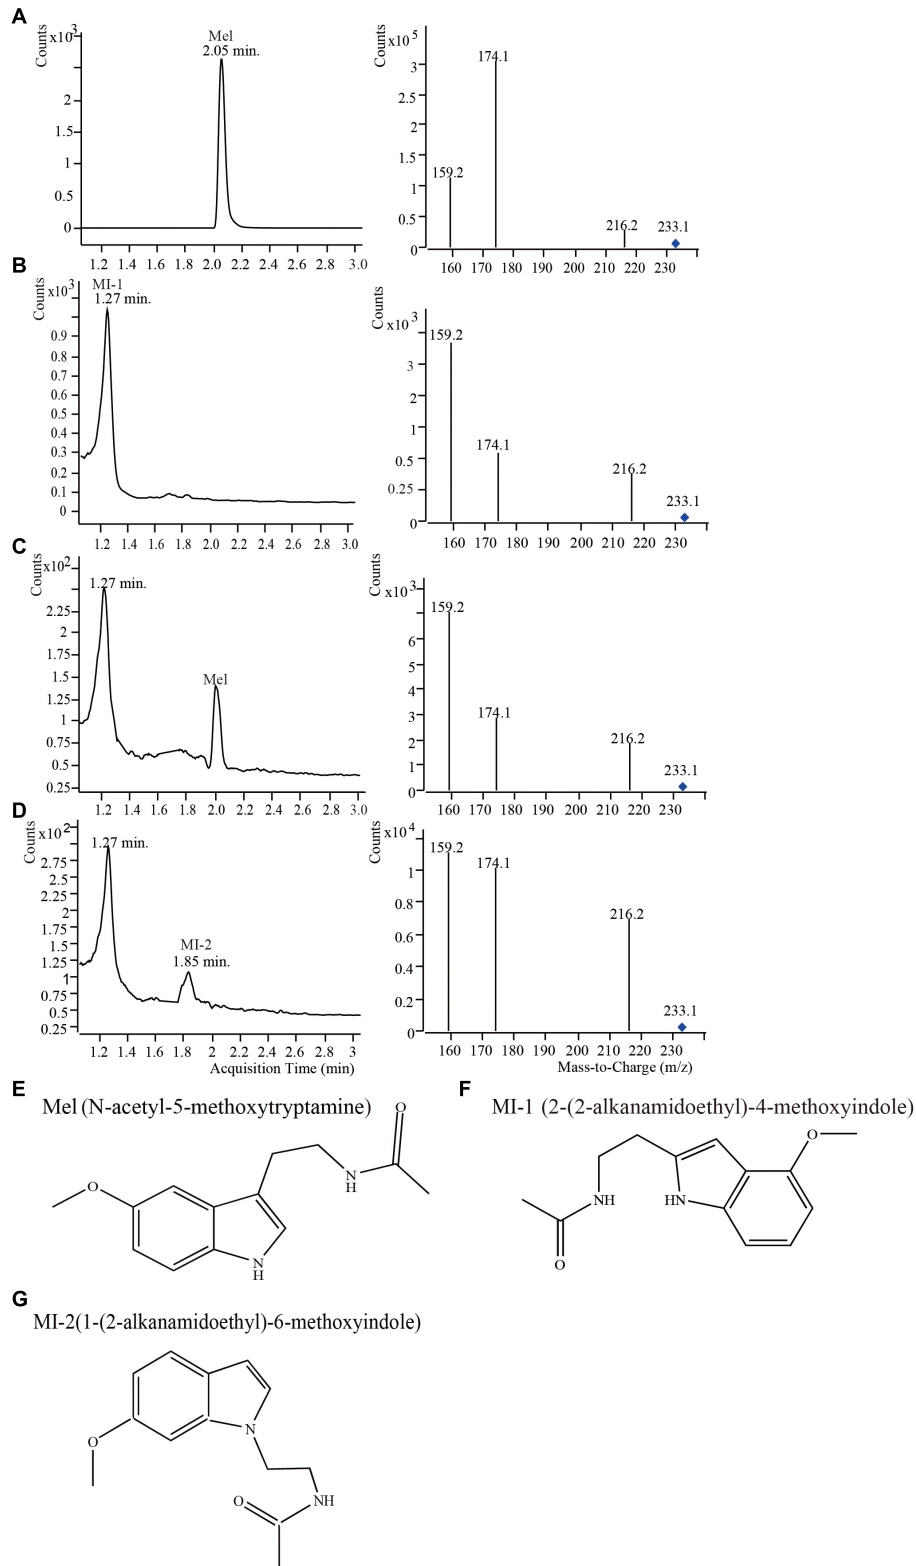 A
Counts
x10 3
Mel
2.05 min.
2
1.5
1
0.5
0
1.2 1.4 1.6 1.8 2.0 2.2 2.4 2.6 2.8 3.0
Counts
x10 5
3
2.5
2
1.5
1
0.5
0
159.2
174.1
216.2
233.1
160 170 180 190 200 210 220 230
B
Counts
x10 3
MI-1
1.27 min.
0.9
0.8
0.7
0.6
0.5
0.4
0.3
0.2
0.1
0
1.2 1.4 1.6 1.8 2.0 2.2 2.4 2.6 2.8 3.0
Counts
x10 3
3
2
1
0.5
0.25
0
159.2
174.1
216.2
233.1
160 170 180 190 200 210 220 230
C
Counts
x10 2
1.27 min.
Mel
2.25
2
1.75
1.5
1.25
1
0.75
0.5
0.25
1.2 1.4 1.6 1.8 2.0 2.2 2.4 2.6 2.8 3.0
Counts
x10 3
6
5
4
3
2
1
0
159.2
174.1
216.2
233.1
160 170 180 190 200 210 220 230
D
Counts
x10 2
1.27 min.
MI-2
1.85 min.
2.75
2.5
2.25
2
1.75
1.5
1.25
1
0.75
0.5
0.25
1.2 1.4 1.6 1.8 2 2.2 2.4 2.6 2.8 3
Acquisition Time (min)
Counts
x10 4
1
0.8
0.6
0.4
0.2
0
159.2
174.1
216.2
233.1
160 170 180 190 200 210 220 230
Mass-to-Charge (m/z)
E
Mel (N-acetyl-5-methoxytryptamine)
O
O
N
H
N
H
F
MI-1 (2-(2-alkanamidoethyl)-4-methoxyindole)
O
NH
HN
O
G
MI-2(1-(2-alkanamidoethyl)-6-methoxyindole)
N
O
O
NH